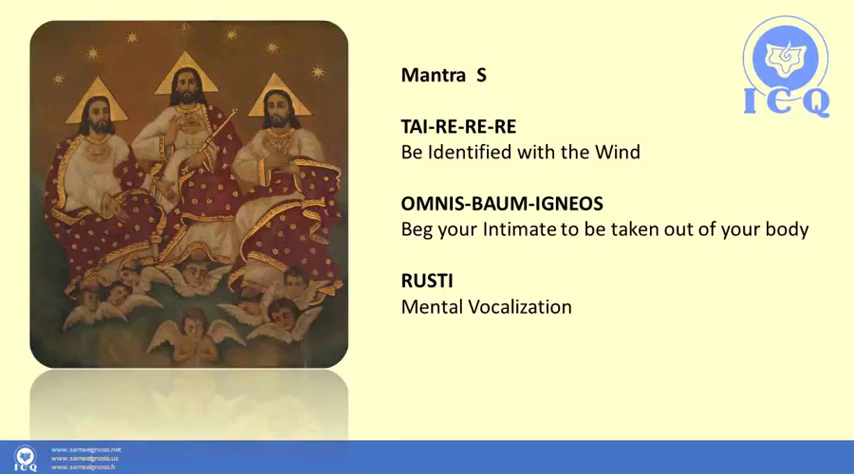 Mantra S
TAI-RE-RE-RE
Be Identified with the Wind
OMNIS-BAUM-IGNEOS
Beg your Intimate to be taken out of your body
RUSTI
Mental Vocalization
I C Q
I C Q
www.samaelgnosis.net
www.samaelgnosis.us
www.samaelgnosis.fr